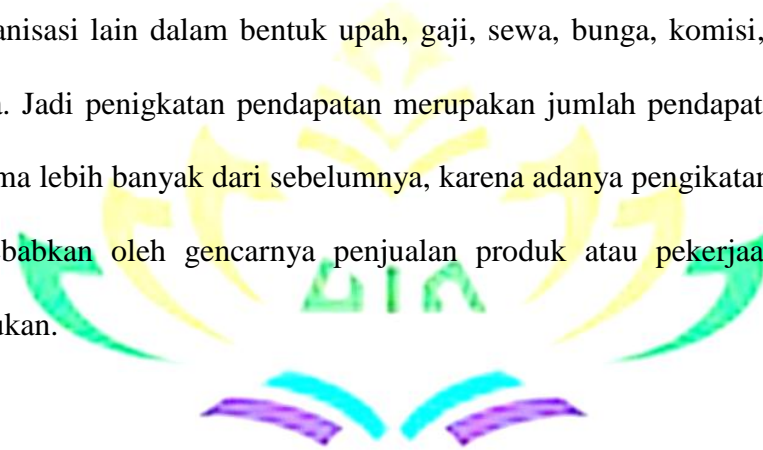 anisasi lain dalam bentuk upah, gaji, sewa, bunga, komisi,
. Jadi penigkatan pendapatan merupakan jumlah pendapat
ma lebih banyak dari sebelumnya, karena adanya pengikatan
babkan oleh gencarnya penjualan produk atau pekerjaa
ukan.